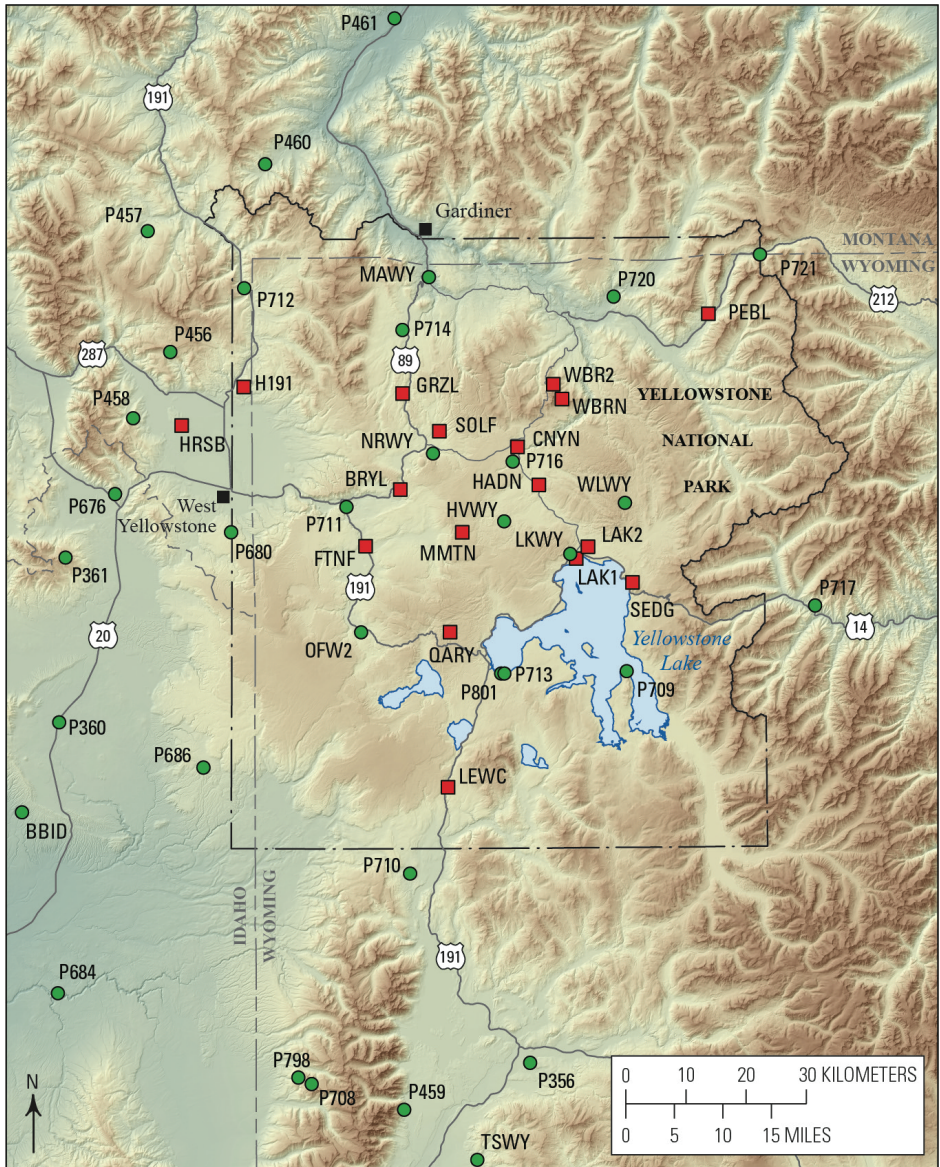 P461
191
P460
P457
Gardiner
MONTANA
WYOMING
MAWY
P721
P712
P720
212
PEBL
P714
P456
287
89
H191
GRZL
WBR2
WBRN
YELLOWSTONE
P458
SOLF
HRSB
NRWY
CNYN
NATIONAL
P716
BRYL
HADN
WLWY
PARK
P676
West
Yellowstone
P711
HVWY
P680
FTNF
MMTN
LKWY
LAK2
P361
LAK1
191
P717
SEDG
14
20
OFW2
QARY
Yellowstone
Lake
P801
P713
P709
P360
P686
LEWC
BBID
P710
IDAHO
WYOMING
191
P684
P798
P708
P356
P459
TSWY
N
0 10 20 30 KILOMETERS
0 5 10 15 MILES